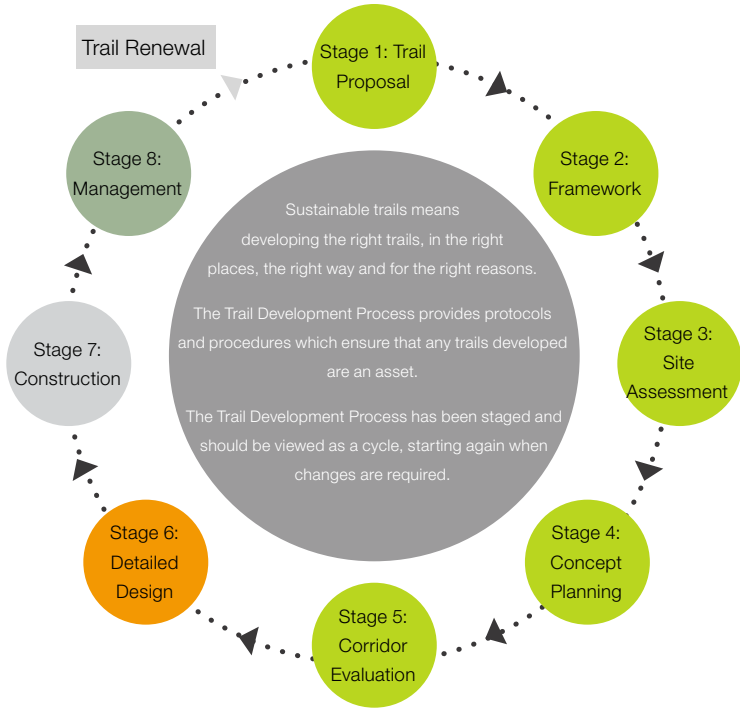 Trail Renewal
Stage 1: Trail
Proposal
Stage 2:
Framework
Stage 3:
Site
Assessment
Stage 4:
Concept
Planning
Stage 5:
Corridor
Evaluation
Stage 6:
Detailed
Design
Stage 7:
Construction
Stage 8:
Management
Sustainable trails means
developing the right trails, in the right
places, the right way and for the right reasons.
The Trail Development Process provides protocols
and procedures which ensure that any trails developed
are an asset.
The Trail Development Process has been staged and
should be viewed as a cycle, starting again when
changes are required.